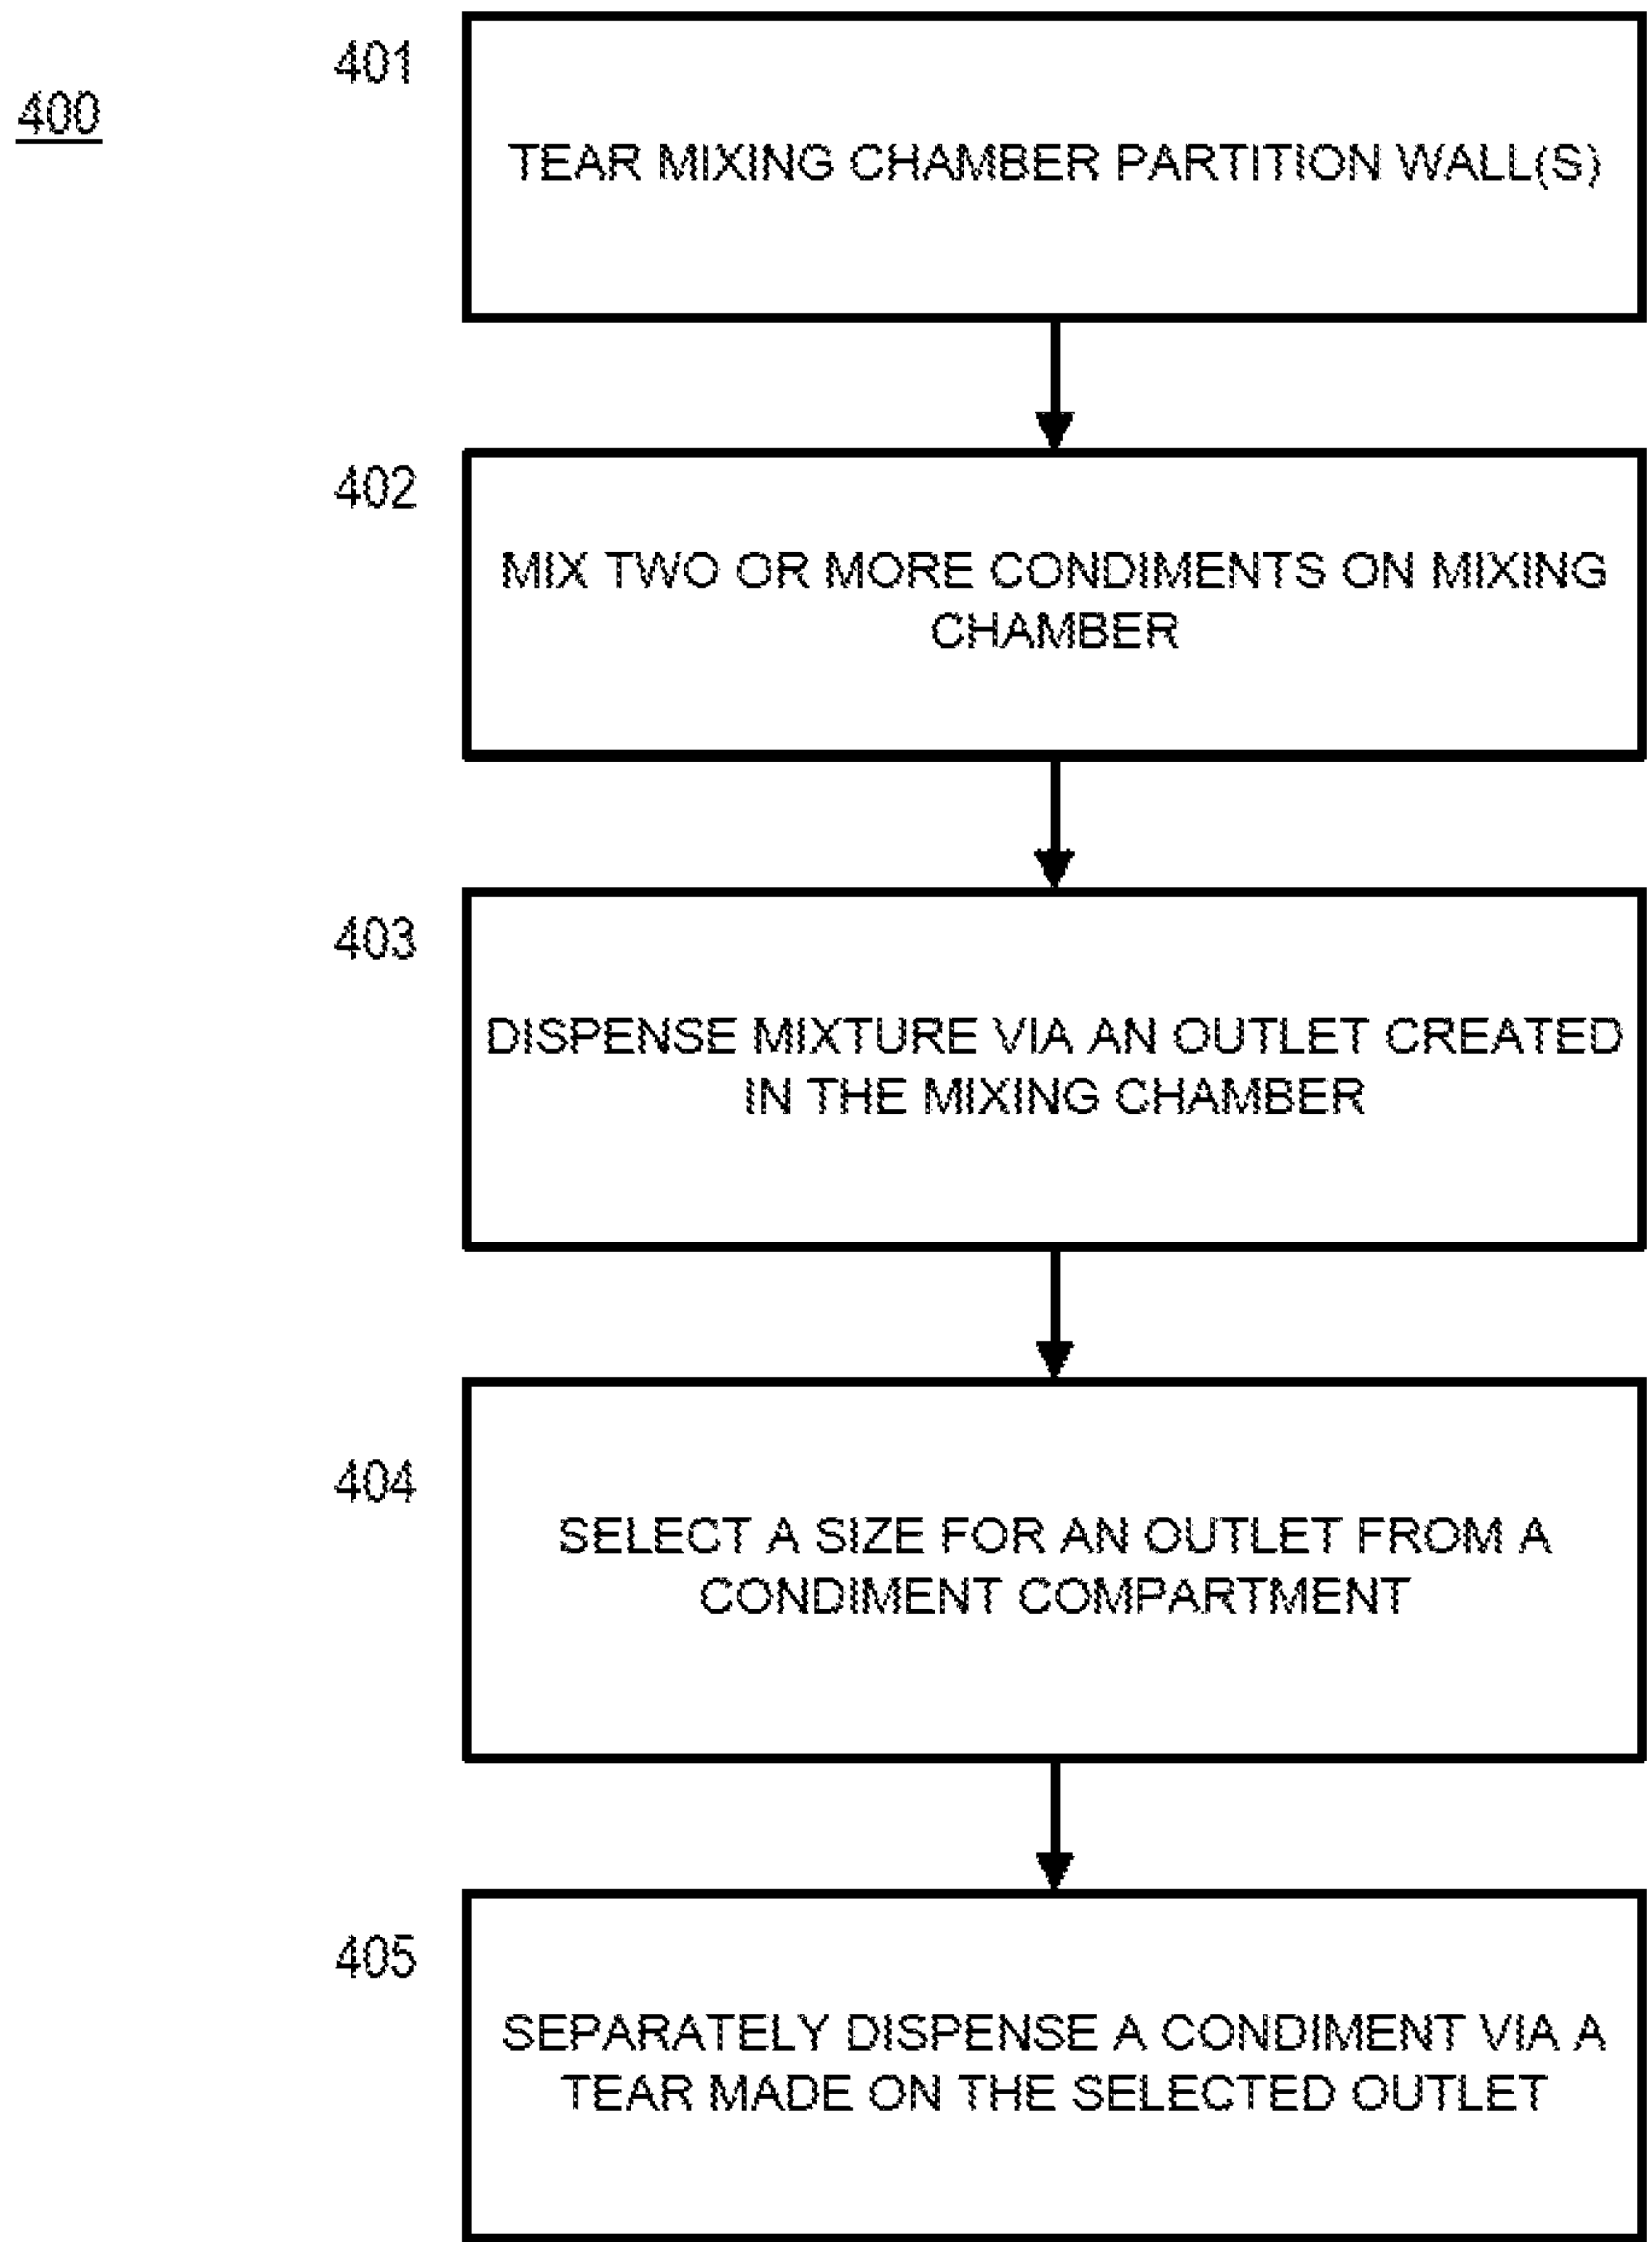 400
401
TEAR MIXING CHAMBER PARTITION WALL(S)
402
MIX TWO OR MORE CONDIMENTS ON MIXING
CHAMBER
403
DISPENSE MIXTURE VIA AN OUTLET CREATED
IN THE MIXING CHAMBER
404
SELECT A SIZE FOR AN OUTLET FROM A
CONDIMENT COMPARTMENT
405
SEPARATELY DISPENSE A CONDIMENT VIA A
TEAR MADE ON THE SELECTED OUTLET